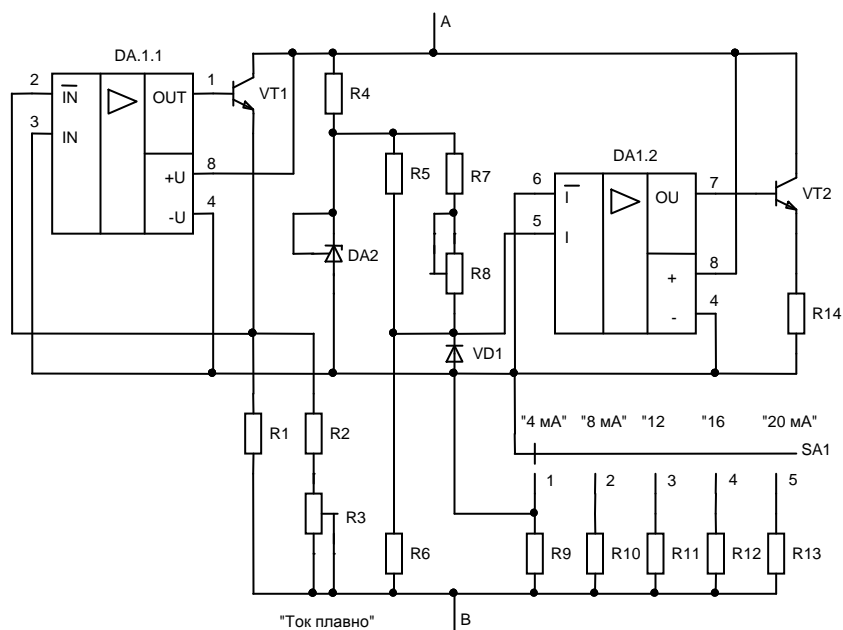 A
DA.1.1
2
IN
OUT
1
VT1
R4
3
IN
8
+U
4
-U
R5
R7
DA1.2
6
I
OU
7
VT2
5
I
DA2
R8
+
8
-
4
R14
VD1
"4 мА" "8 мА" "12 "16 "20 мА"
SA1
R1
R2
1
2
3
4
5
R3
R6
R9
R10
R11
R12
R13
"Ток плавно"
B